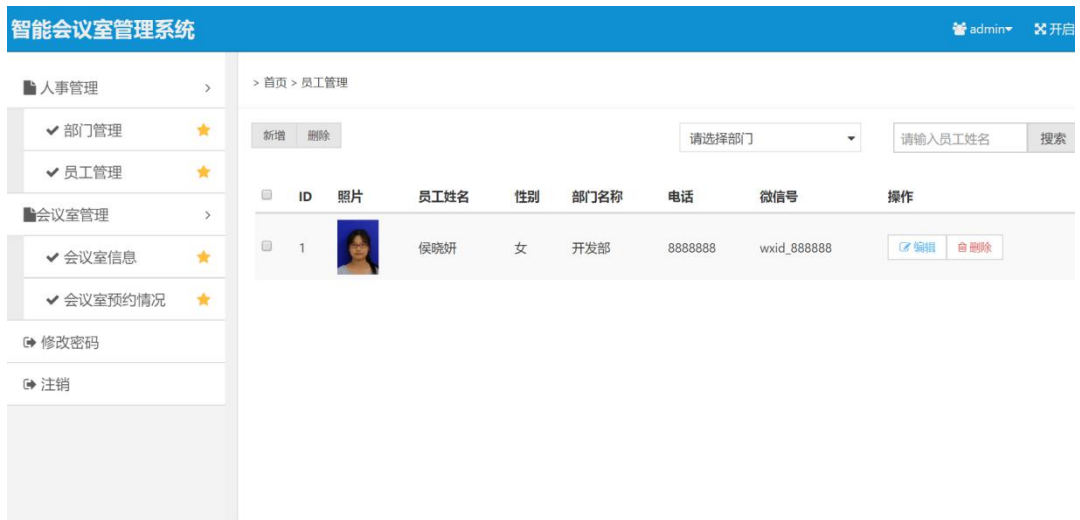 智能会议室管理系统
admin
开启
人事管理
部门管理
员工管理
会议室管理
会议室信息
会议室预约情况
修改密码
注销
> 首页 > 员工管理
新增 删除 请选择部门 请输入员工姓名 搜索
ID 照片 员工姓名 性别 部门名称 电话 微信号 操作
1 侯晓妍 女 开发部 8888888 wxid_888888 编辑 删除